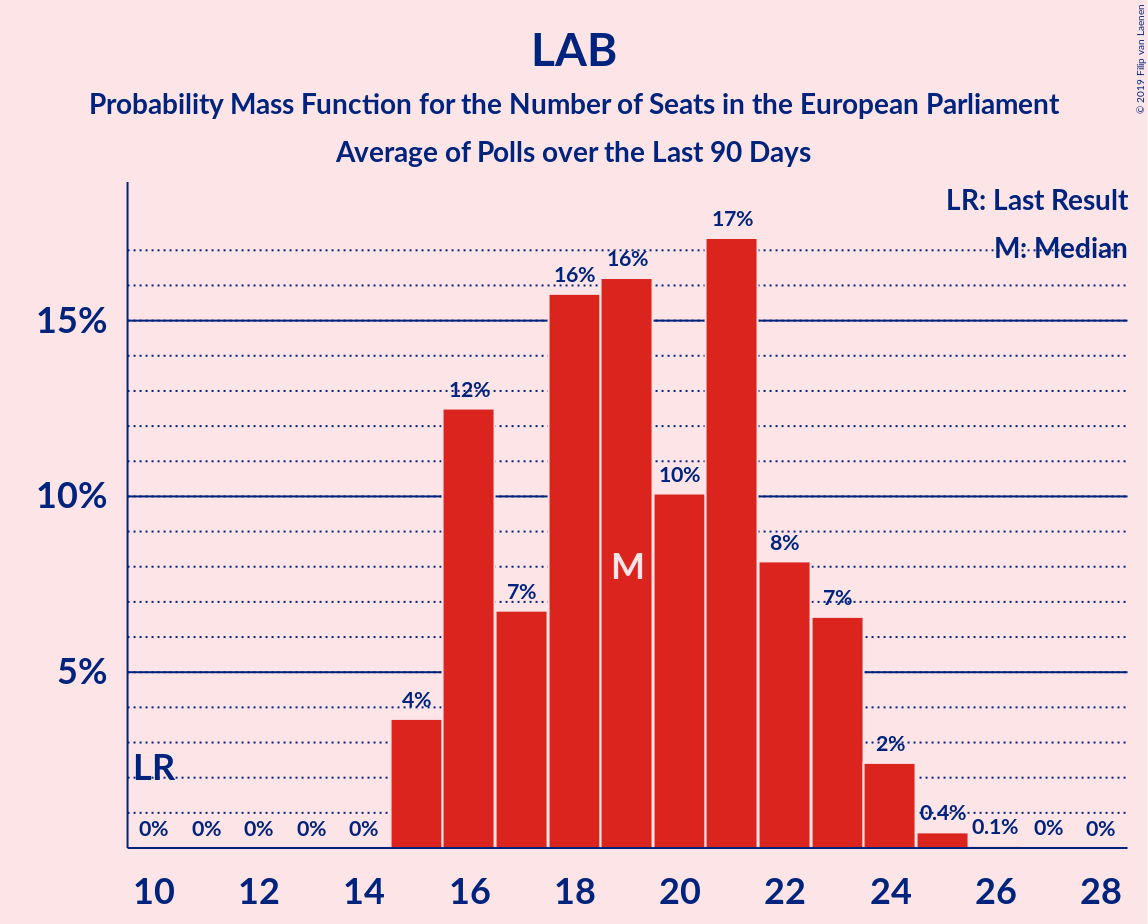 LAB
Probability Mass Function for the Number of Seats in the European Parliament
Average of Polls over the Last 90 Days
© 2019 Filip van Laenen
LR: Last Result
M: Median
17%
16%
16%
15%
12%
10%
10%
8%
7%
7%
5%
4%
2%
0.4%
0.1%
M
LR
0% 0% 0% 0% 0% 0% 0%
10 12 14 16 18 20 22 24 26 28